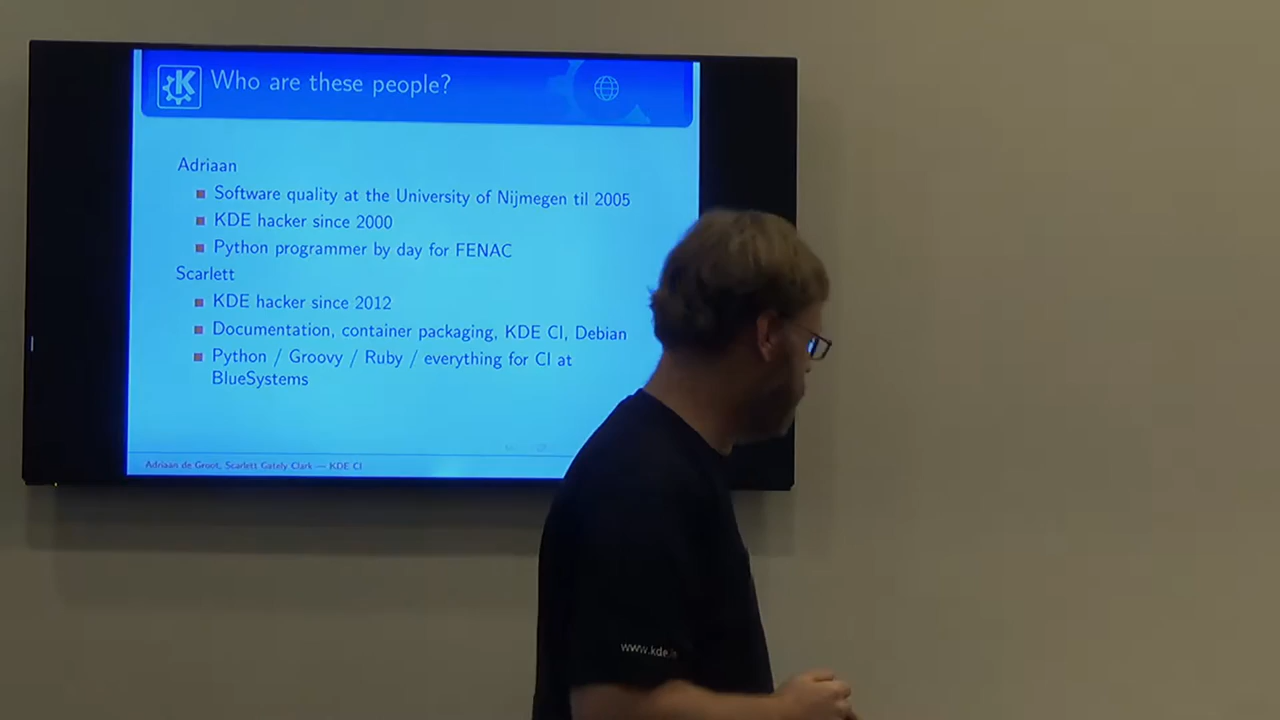 Who are these people?
Adriaan
Software quality at the University of Nijmegen til 2005
KDE hacker since 2000
Python programmer by day for FENAC
Scarlett
KDE hacker since 2012
Documentation, container packaging, KDE CI, Debian
Python / Groovy / Ruby / everything for CI at
BlueSystems
Adriaan de Groot, Scarlett Gately Clark — KDE CI
www.kde.